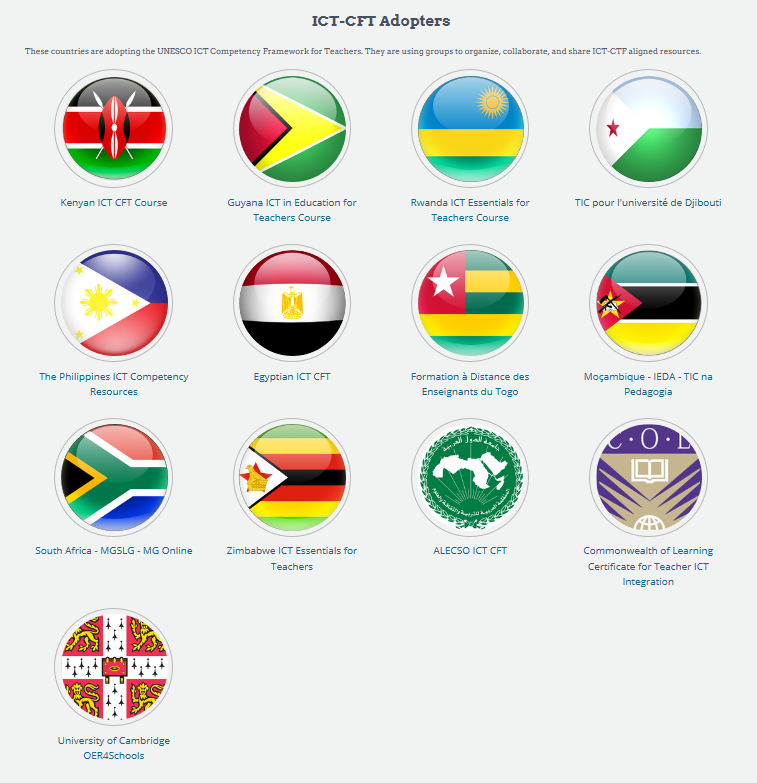 ICT-CFT Adopters
These countries are adopting the UNESCO ICT Competency Framework for Teachers. They are using groups to organize, collaborate, and share ICT-CTF aligned resources.
Kenyan ICT CFT Course
Guyana ICT in Education for
Teachers Course
Rwanda ICT Essentials for
Teachers Course
TIC pour l'université de Djibouti
The Philippines ICT Competency
Resources
Egyptian ICT CFT
Formation à Distance des
Enseignants du Togo
Moçambique - IEDA - TIC na
Pedagogia
C·O·L
South Africa - MGSLG - MG Online
Zimbabwe ICT Essentials for
Teachers
ALECSO ICT CFT
Commonwealth of Learning
Certificate for Teacher ICT
Integration
University of Cambridge
OER4Schools